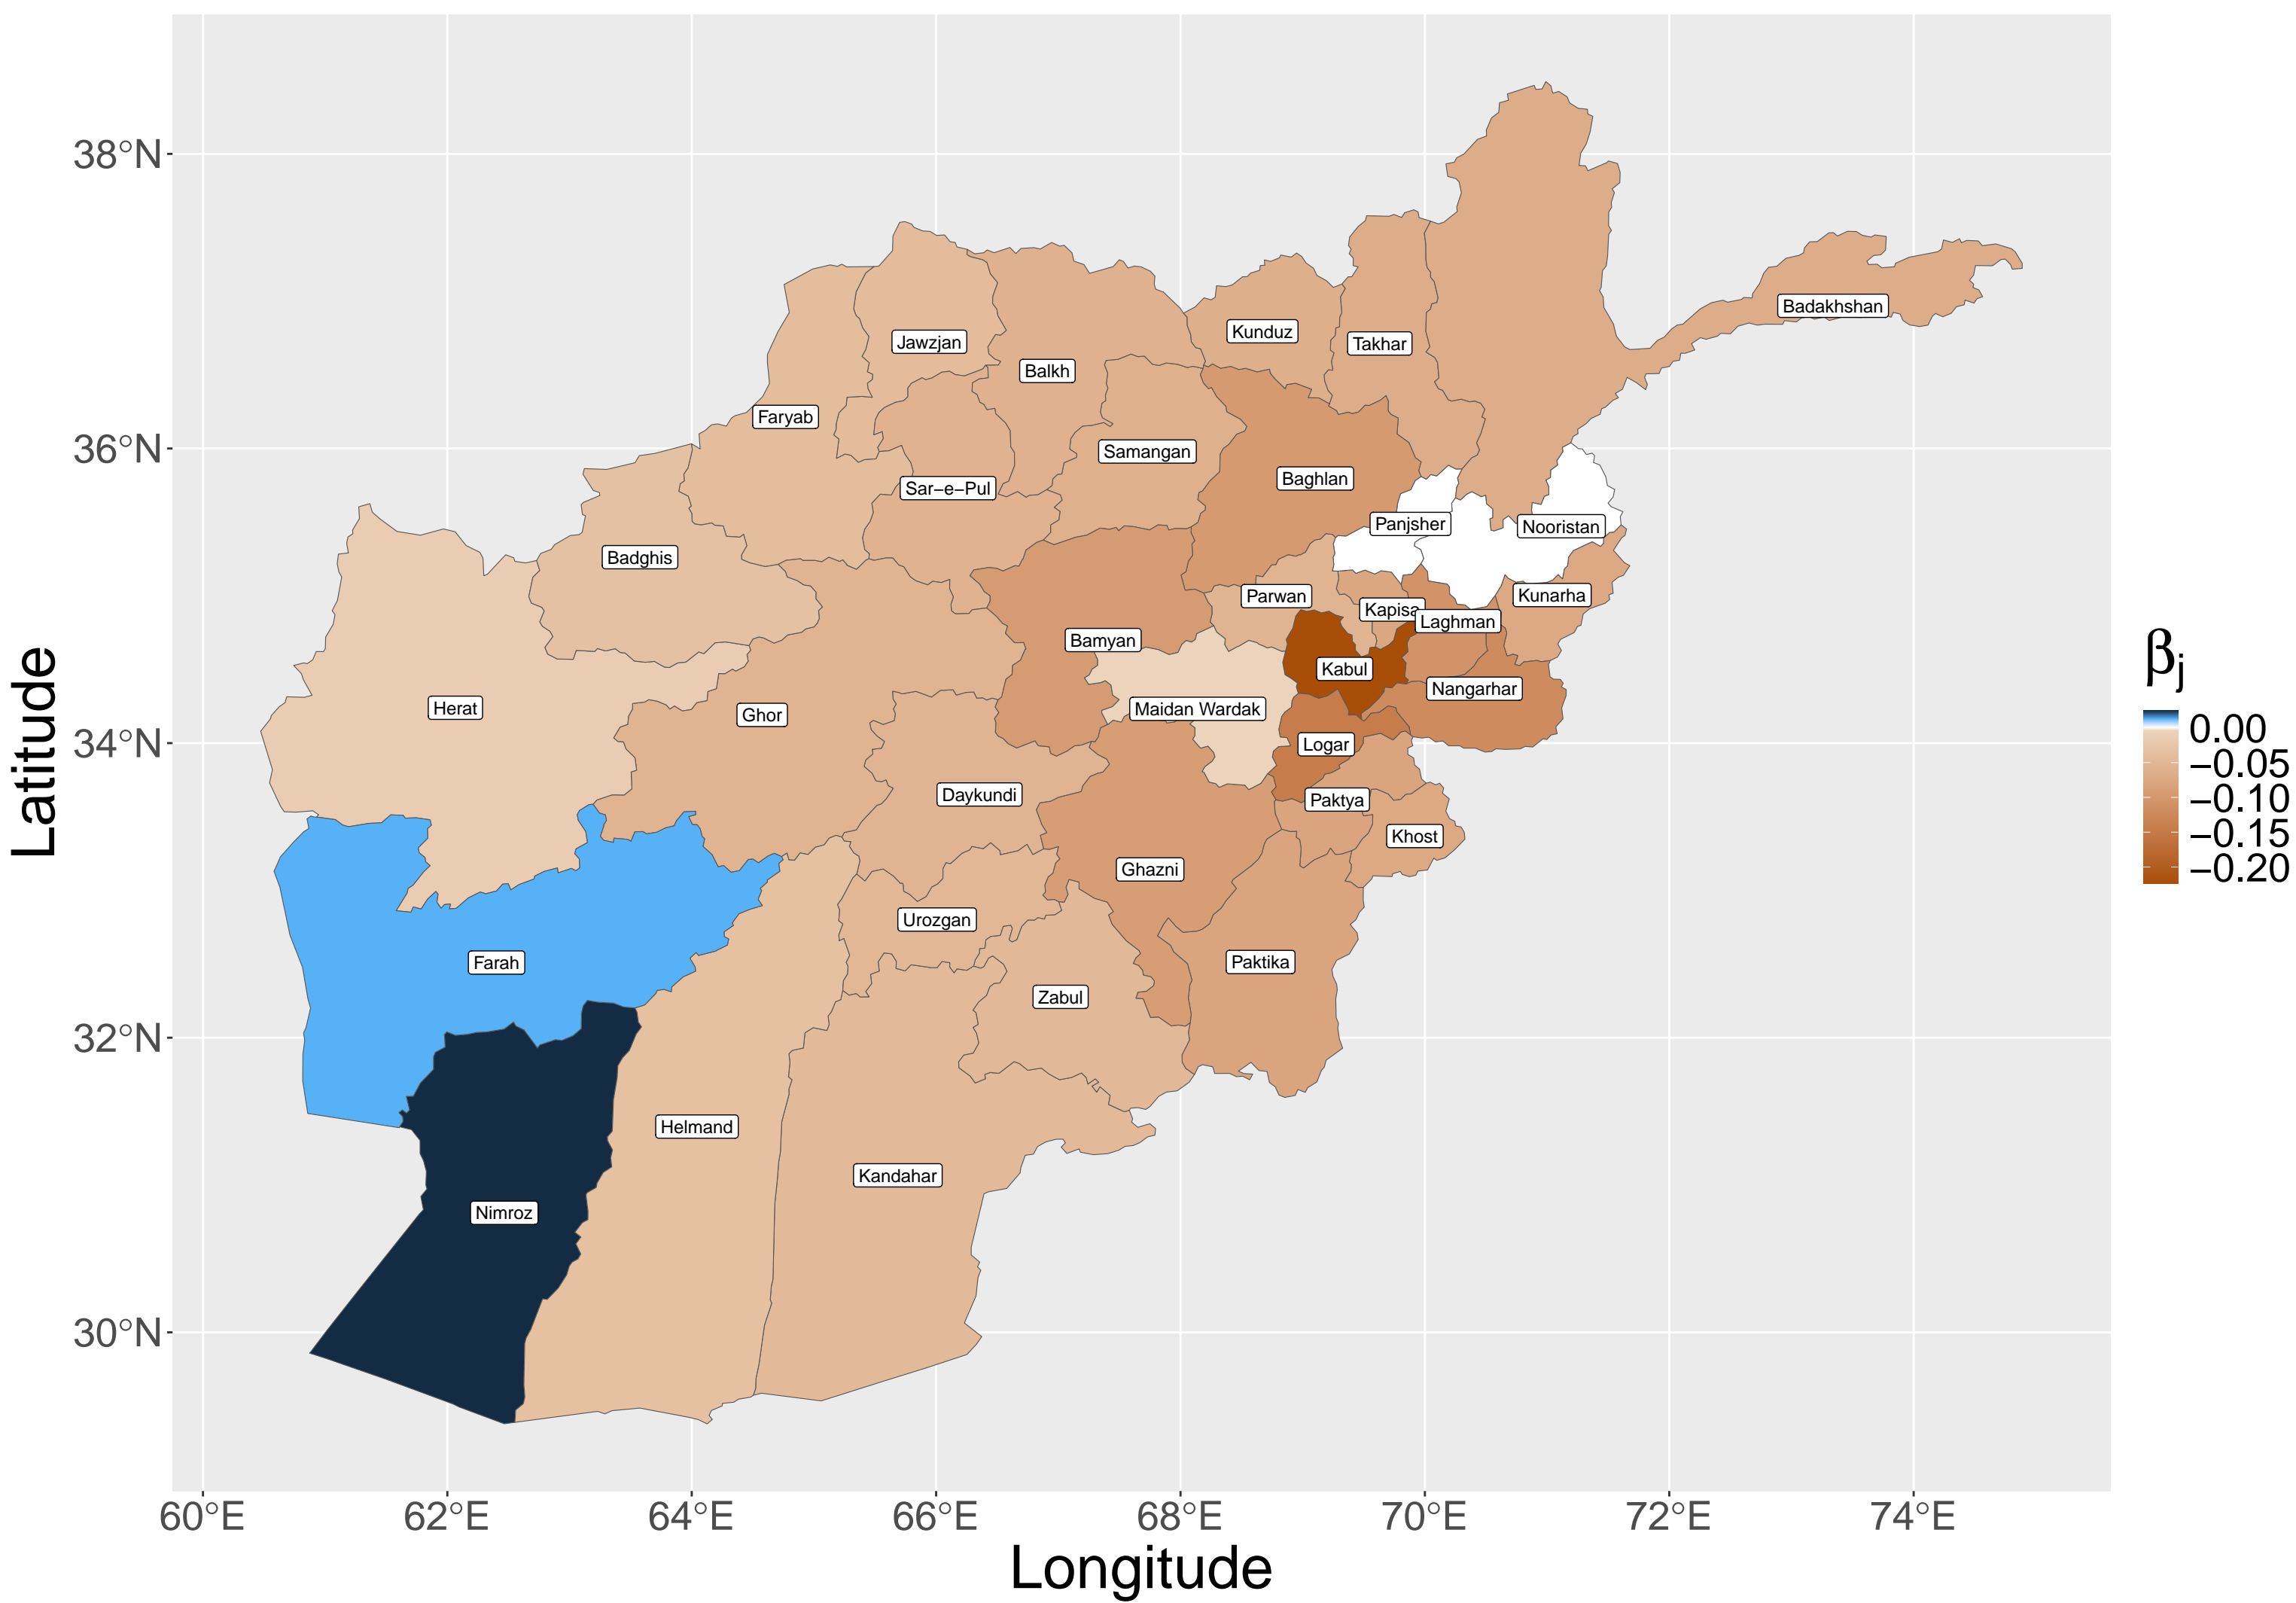 38°N
36°N
34°N
32°N
30°N
Latitude
Jawzjan
Balkh
Kunduz
Takhar
Badakhshan
Faryab
Samangan
Sar−e−Pul
Baghlan
Panjsher
Nooristan
Badghis
Parwan
Kapisa
Kunarha
Laghman
Bamyan
Kabul
Nangarhar
Herat
Ghor
Maidan Wardak
Logar
Daykundi
Paktya
Khost
Ghazni
Urozgan
Farah
Zabul
Paktika
Helmand
Kandahar
Nimroz
60°E 62°E 64°E 66°E 68°E 70°E 72°E 74°E
Longitude
βj
0.00
−0.05
−0.10
−0.15
−0.20